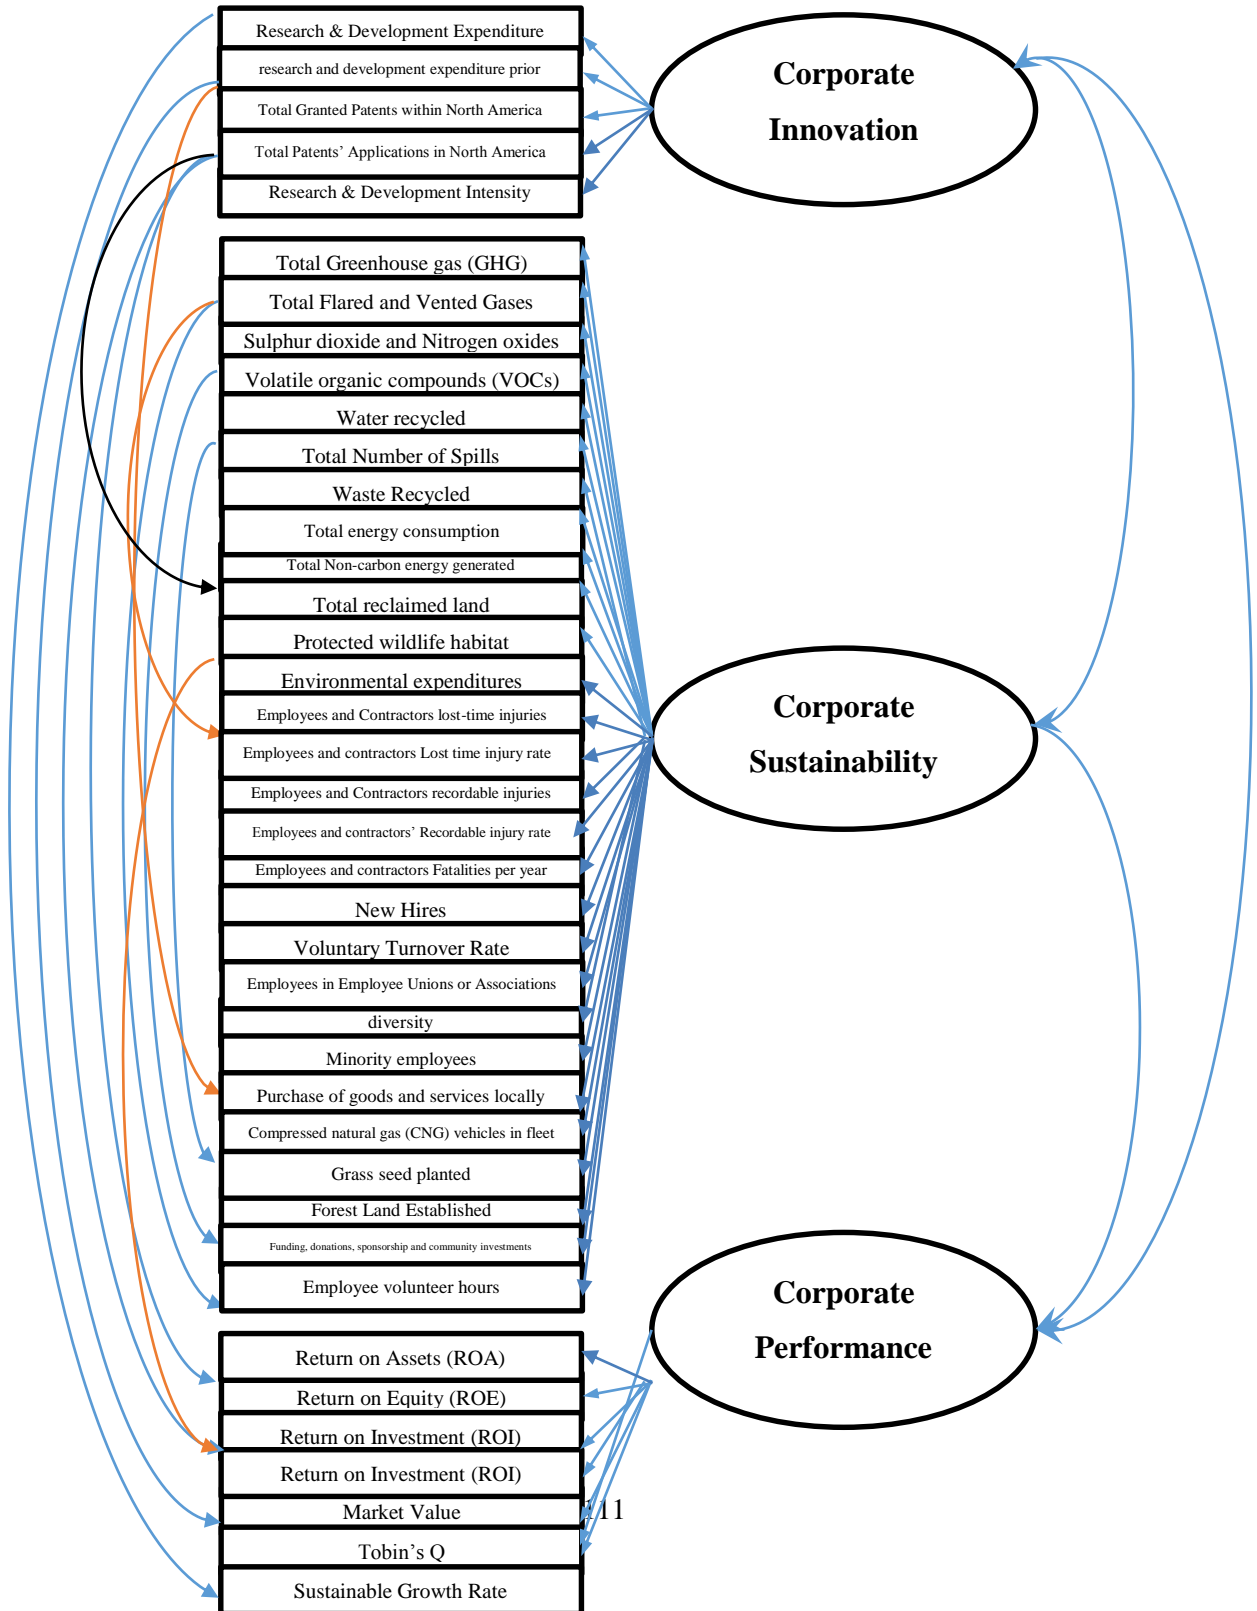 Research & Development Expenditure
research and development expenditure prior
Total Granted Patents within North America
Total Patents’ Applications in North America
Research & Development Intensity
Corporate
Innovation
Total Greenhouse gas (GHG)
Total Flared and Vented Gases
Sulphur dioxide and Nitrogen oxides
Volatile organic compounds (VOCs)
Water recycled
Total Number of Spills
Waste Recycled
Total energy consumption
Total Non-carbon energy generated
Total reclaimed land
Protected wildlife habitat
Environmental expenditures
Employees and Contractors lost-time injuries
Employees and contractors Lost time injury rate
Employees and Contractors recordable injuries
Employees and contractors’ Recordable injury rate
Employees and contractors Fatalities per year
New Hires
Voluntary Turnover Rate
Employees in Employee Unions or Associations
diversity
Minority employees
Purchase of goods and services locally
Compressed natural gas (CNG) vehicles in fleet
Grass seed planted
Forest Land Established
Funding, donations, sponsorship and community investments
Employee volunteer hours
Corporate
Sustainability
Return on Assets (ROA)
Return on Equity (ROE)
Return on Investment (ROI)
Return on Investment (ROI)
Market Value
Tobin’s Q
Sustainable Growth Rate
Corporate
Performance
111